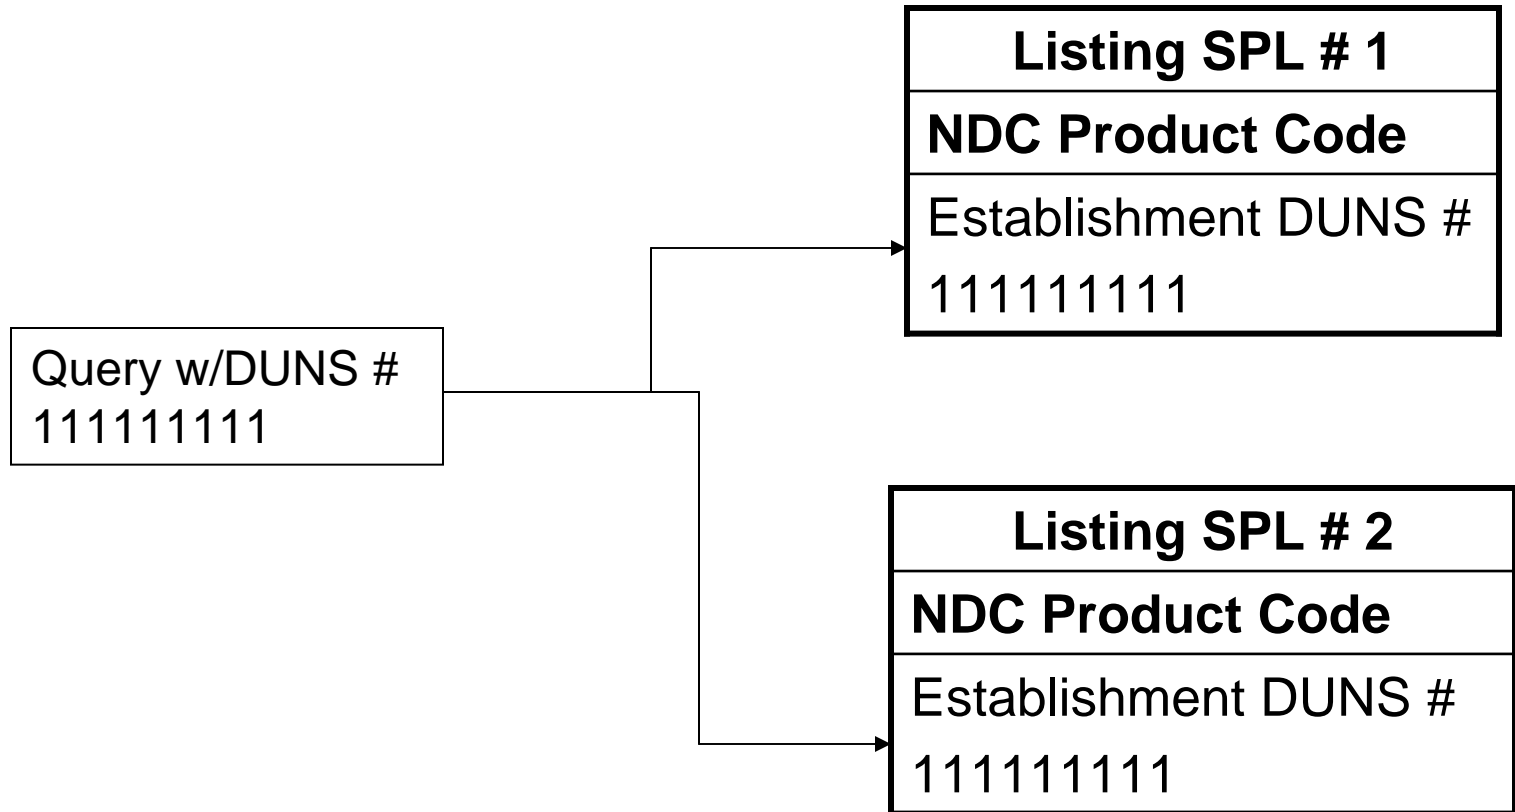 Listing SPL # 1
NDC Product Code
Establishment DUNS #
111111111
Query w/DUNS #
111111111
Listing SPL # 2
NDC Product Code
Establishment DUNS #
111111111